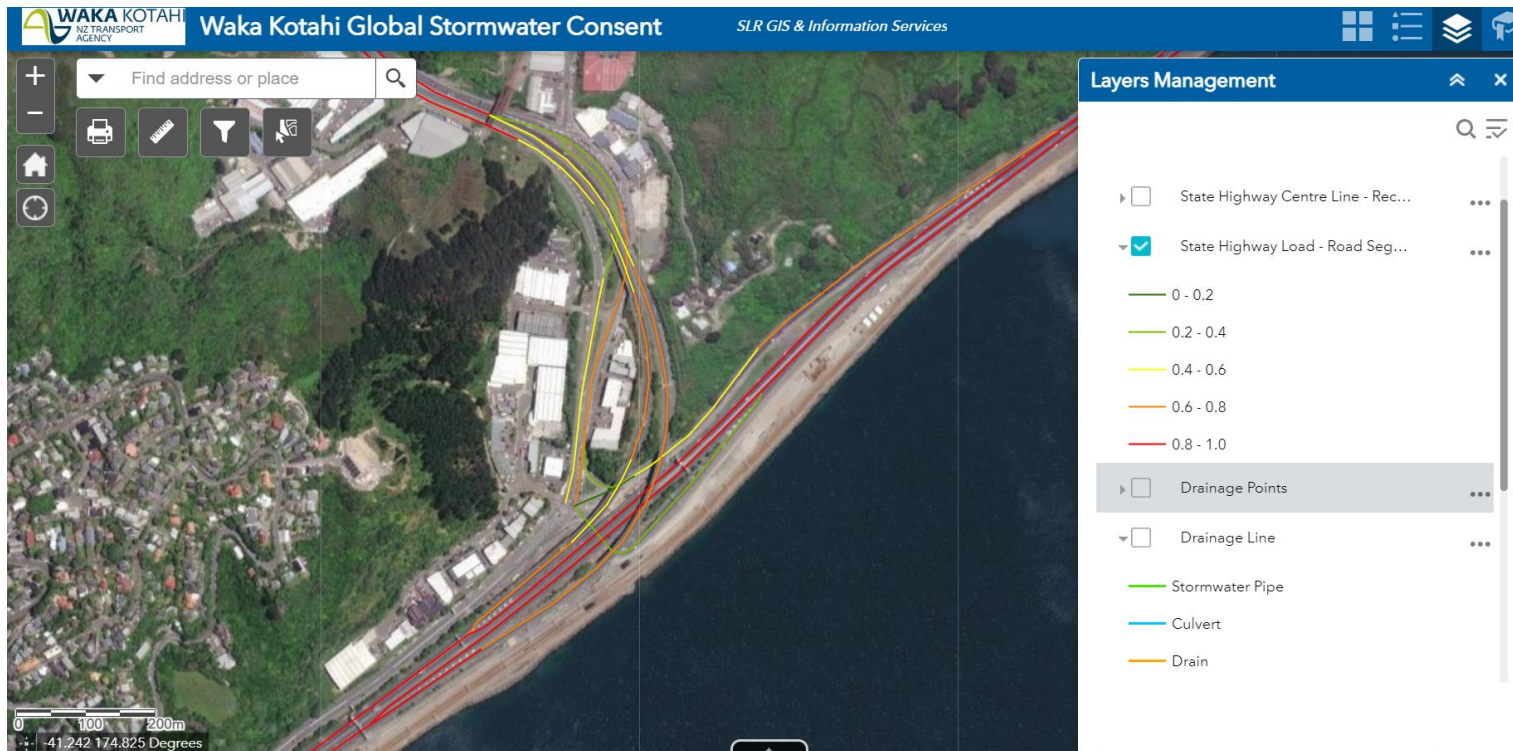 WAKA KOTAHI
NZ TRANSPORT
AGENCY
Waka Kotahi Global Stormwater Consent
SLR GIS & Information Services
+
−
Find address or place
Layers Management
State Highway Centre Line - Rec...
State Highway Load - Road Seg...
0 - 0.2
0.2 - 0.4
0.4 - 0.6
0.6 - 0.8
0.8 - 1.0
Drainage Points
Drainage Line
Stormwater Pipe
Culvert
Drain
0 100 200m
-41.242 174.825 Degrees